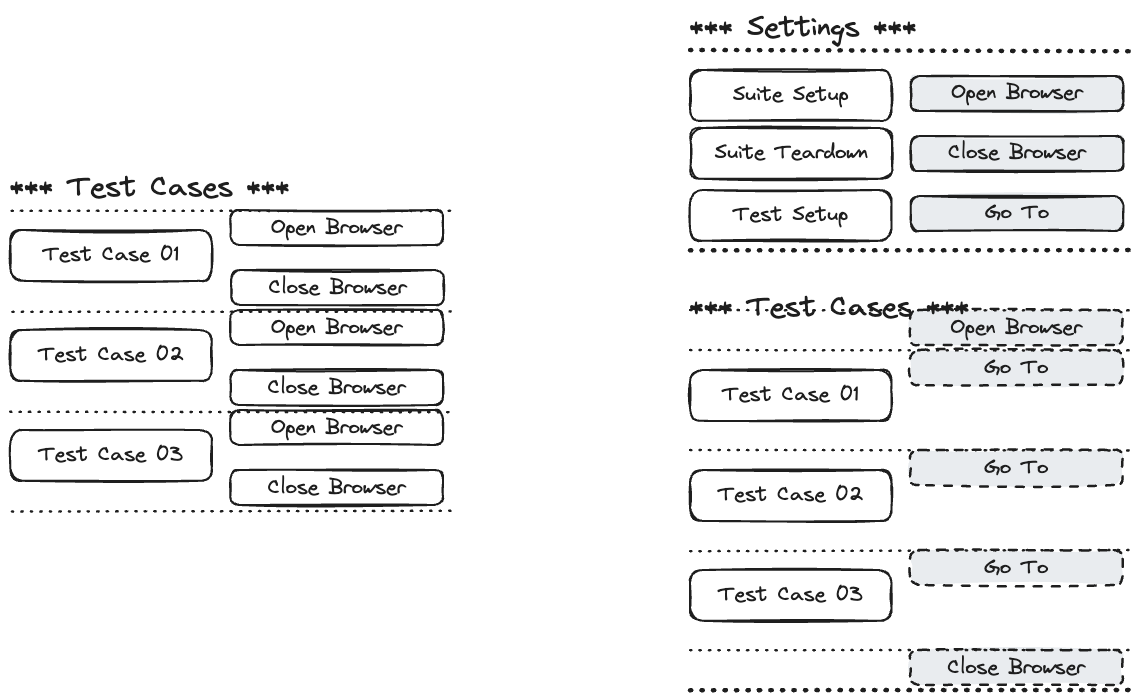 *** Test Cases ***
Open Browser
Test Case 01
Close Browser
Open Browser
Test Case 02
Close Browser
Open Browser
Test Case 03
Close Browser
*** Settings ***
Suite Setup Open Browser
Suite Teardown Close Browser
Test Setup Go To
*** Test Cases ***
Open Browser
Go To
Test Case 01
Go To
Test Case 02
Go To
Test Case 03
Close Browser